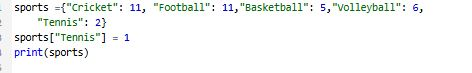 sports ={"Cricket": 11, "Football": 11,"Basketball": 5,"Volleyball": 6,
"Tennis": 2}
sports["Tennis"] = 1
print(sports)